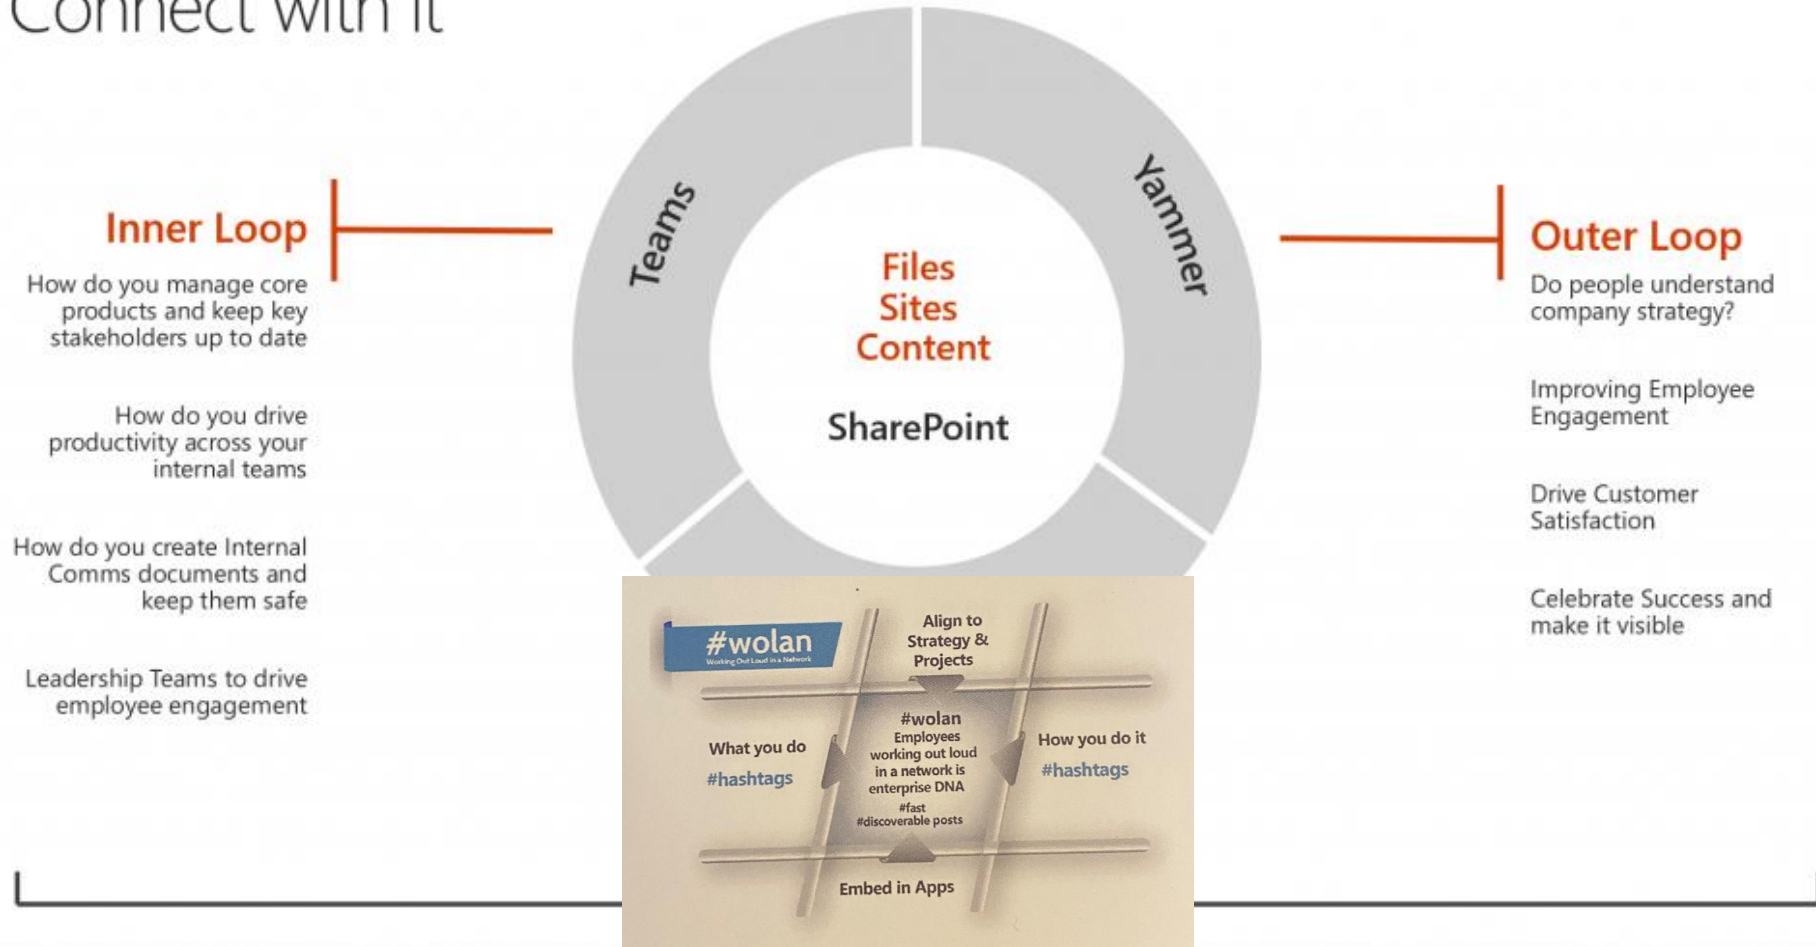 Connect with it
Inner Loop
How do you manage core
products and keep key
stakeholders up to date
How do you drive
productivity across your
internal teams
How do you create Internal
Comms documents and
keep them safe
Leadership Teams to drive
employee engagement
Teams
Yammer
Files
Sites
Content
SharePoint
Outer Loop
Do people understand
company strategy?
Improving Employee
Engagement
Drive Customer
Satisfaction
Celebrate Success and
make it visible
#wolan
Working Out Loud in a Network
Align to
Strategy &
Projects
What you do
#hashtags
#wolan
Employees
working out loud
in a network is
enterprise DNA
#fast
#discoverable posts
How you do it
#hashtags
Embed in Apps